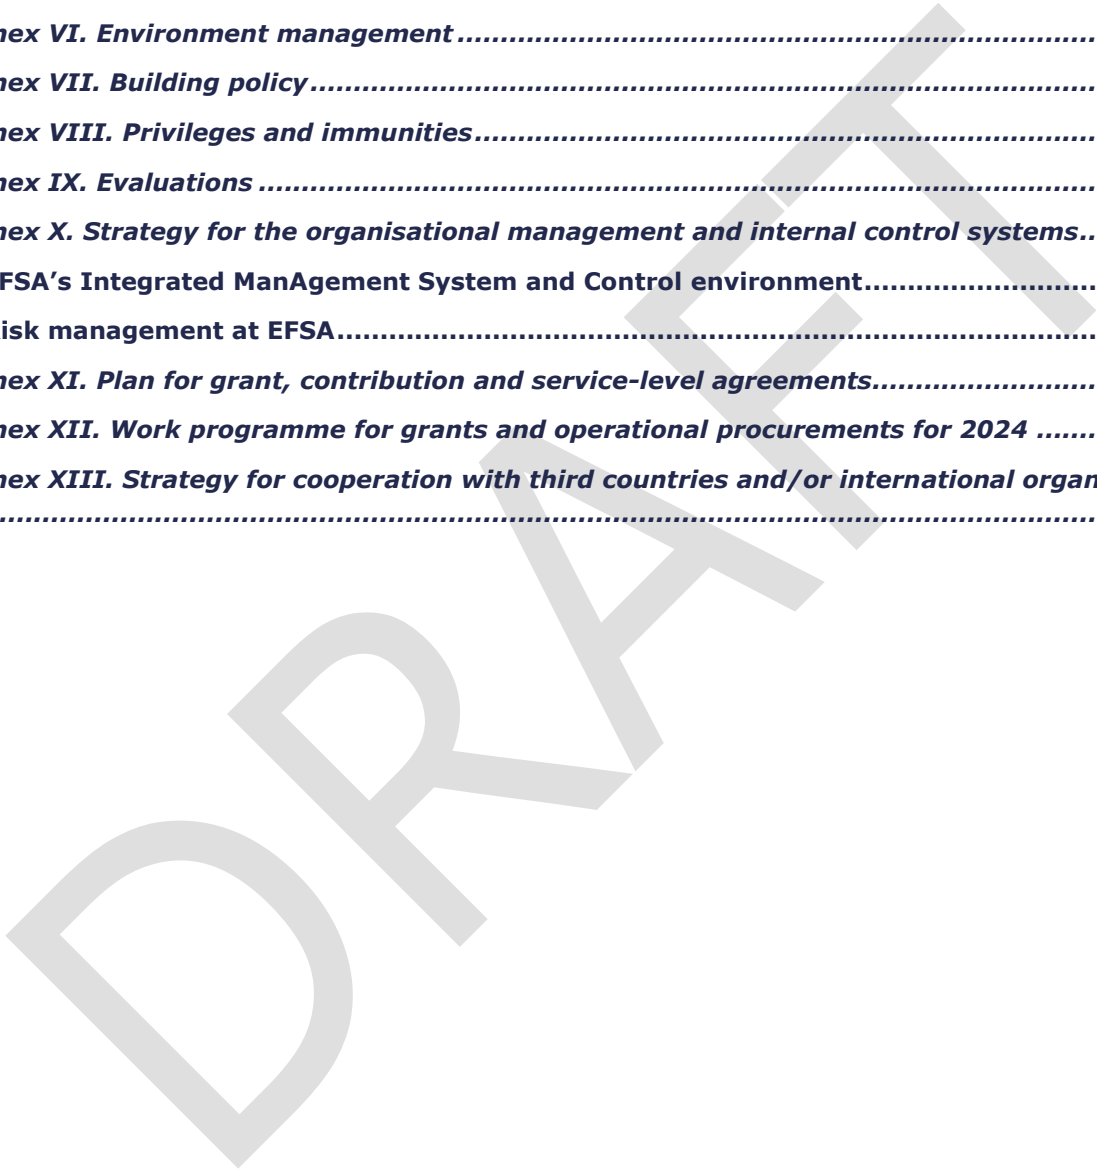 nex VI. Environment management
nex VII. Building policy
nex VIII. Privileges and immunities
nex IX. Evaluations
nex X. Strategy for the organisational management and internal control systems
FSA’s Integrated ManAgement System and Control environment
isk management at EFSA
nex XI. Plan for grant, contribution and service-level agreements
nex XII. Work programme for grants and operational procurements for 2024
nex XIII. Strategy for cooperation with third countries and/or international organ
DRAFT